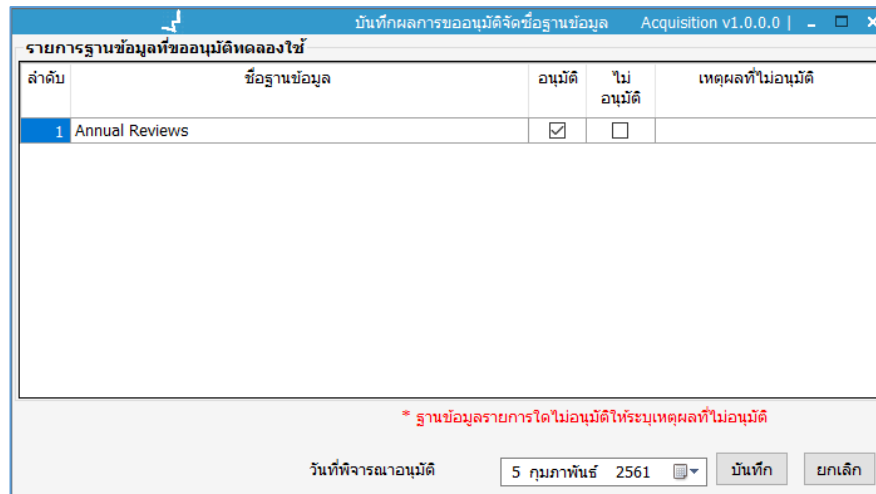 บันทึกผลการขออนุมัติจัดซื้อฐานข้อมูล Acquisition v1.0.0.0 |
รายการฐานข้อมูลที่ขออนุมัติทดลองใช้
ลำดับ ชื่อฐานข้อมูล อนุมัติ ไม่ เหตุผลที่ไม่อนุมัติ
อนุมัติ
1 Annual Reviews
* ฐานข้อมูลรายการใดไม่อนุมัติให้ระบุเหตุผลที่ไม่อนุมัติ
วันที่พิจารณาอนุมัติ 5 กุมภาพันธ์ 2561 บันทึก ยกเลิก